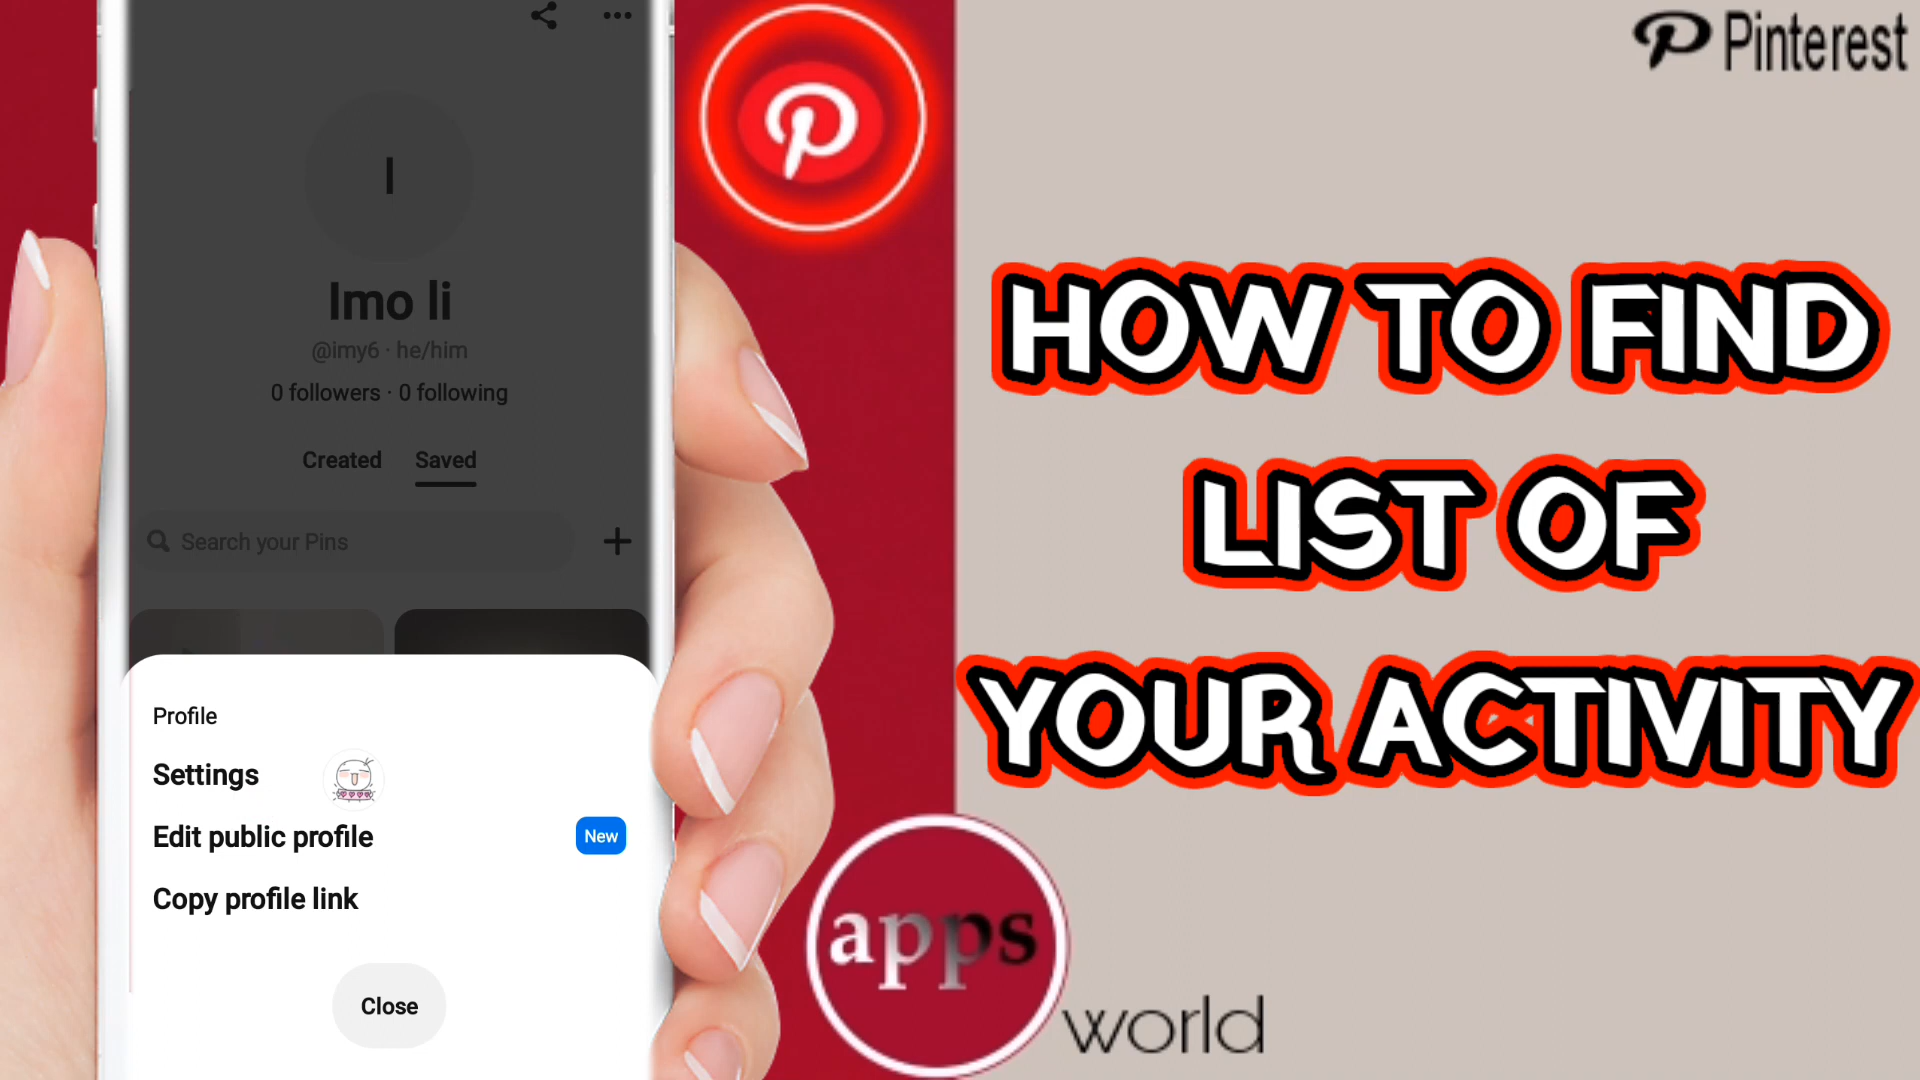 I
Imo li
@imy6 · he/him
0 followers · 0 following
Created Saved
Search your Pins
Profile
Settings
Edit public profile New
Copy profile link
Close
Pinterest
HOW TO FIND
LIST OF
YOUR ACTIVITY
apps
world